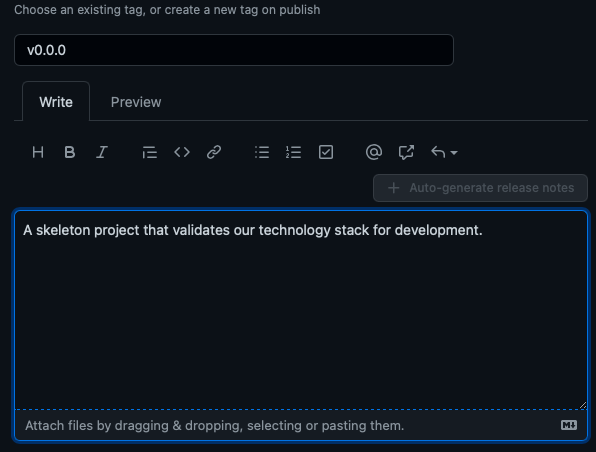 Choose an existing tag, or create a new tag on publish
v0.0.0
Write Preview
H B I
Auto-generate release notes
A skeleton project that validates our technology stack for development.
Attach files by dragging & dropping, selecting or pasting them.